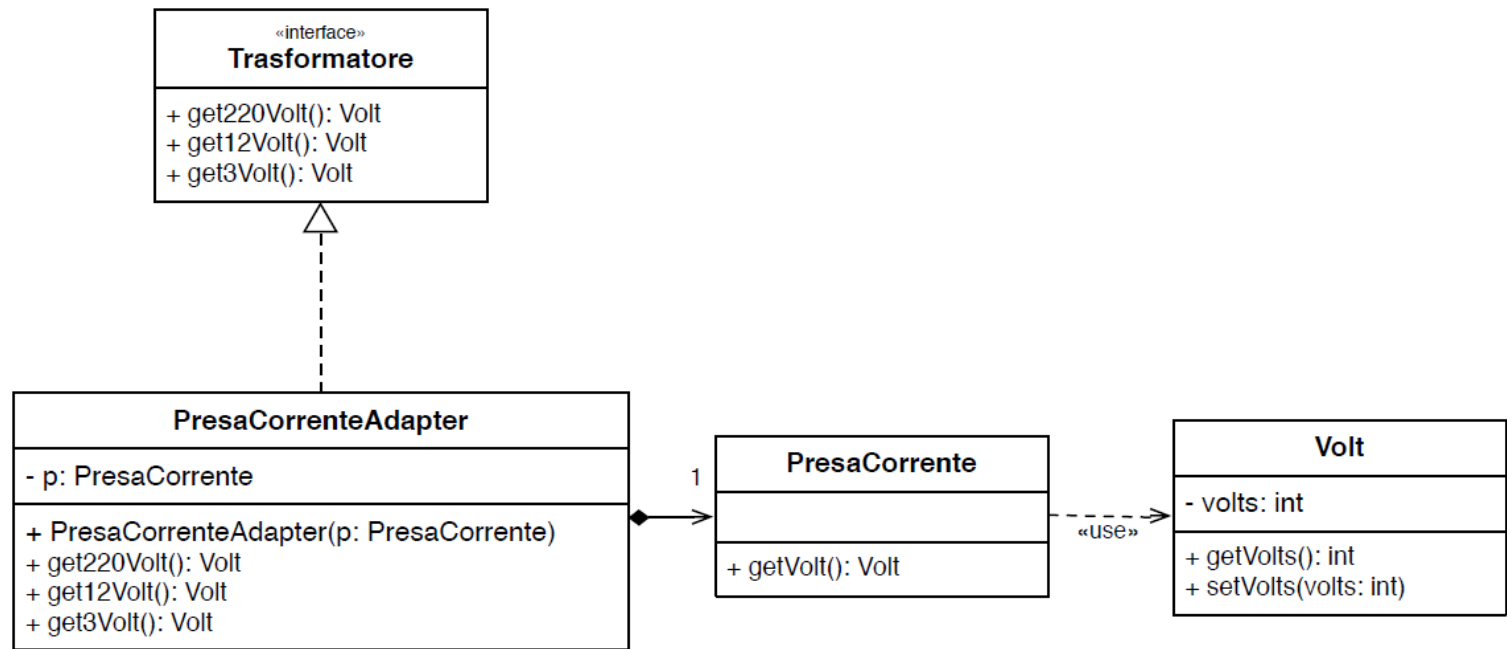 «interface»
Trasformatore
+ get220Volt(): Volt
+ get12Volt(): Volt
+ get3Volt(): Volt
PresaCorrenteAdapter
- p: PresaCorrente
+ PresaCorrenteAdapter(p: PresaCorrente)
+ get220Volt(): Volt
+ get12Volt(): Volt
+ get3Volt(): Volt
1
PresaCorrente
+ getVolt(): Volt
«use»
Volt
- volts: int
+ getVolts(): int
+ setVolts(volts: int)